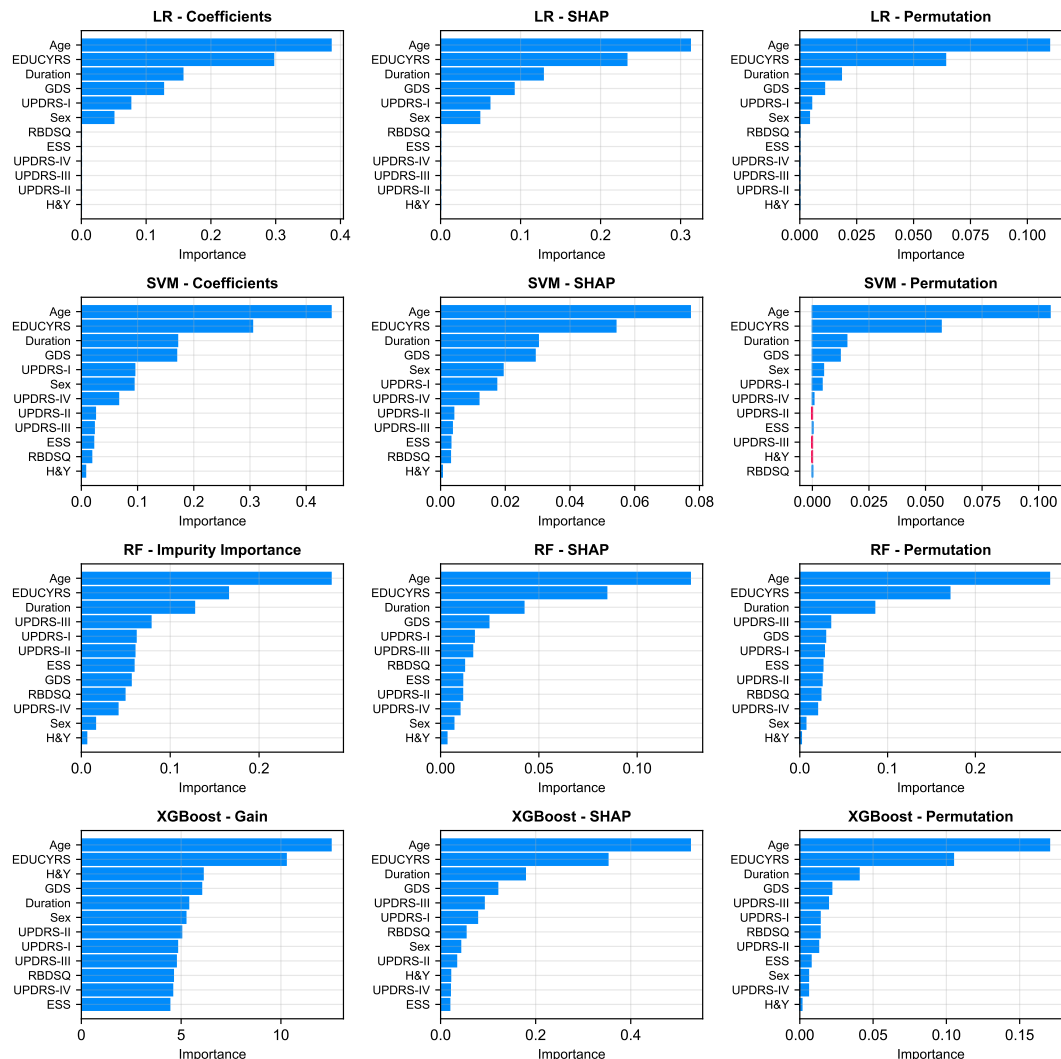 LR - Coefficients
Age
EDUCYRS
Duration
GDS
UPDRS-I
Sex
RBDSQ
ESS
UPDRS-IV
UPDRS-III
UPDRS-II
H&Y
0.0 0.1 0.2 0.3 0.4
Importance
LR - SHAP
Age
EDUCYRS
Duration
GDS
UPDRS-I
Sex
RBDSQ
ESS
UPDRS-IV
UPDRS-III
UPDRS-II
H&Y
0.0 0.1 0.2 0.3
Importance
LR - Permutation
Age
EDUCYRS
Duration
GDS
UPDRS-I
Sex
RBDSQ
ESS
UPDRS-IV
UPDRS-III
UPDRS-II
H&Y
0.000 0.025 0.050 0.075 0.100
Importance
SVM - Coefficients
Age
EDUCYRS
Duration
GDS
UPDRS-I
Sex
UPDRS-IV
UPDRS-II
UPDRS-III
ESS
RBDSQ
H&Y
0.0 0.1 0.2 0.3 0.4
Importance
SVM - SHAP
Age
EDUCYRS
Duration
GDS
Sex
UPDRS-I
UPDRS-IV
UPDRS-II
UPDRS-III
ESS
RBDSQ
H&Y
0.00 0.02 0.04 0.06 0.08
Importance
SVM - Permutation
Age
EDUCYRS
Duration
GDS
Sex
UPDRS-I
UPDRS-IV
UPDRS-II
ESS
UPDRS-III
H&Y
RBDSQ
0.000 0.025 0.050 0.075 0.100
Importance
RF - Impurity Importance
Age
EDUCYRS
Duration
UPDRS-III
UPDRS-I
UPDRS-II
ESS
GDS
RBDSQ
UPDRS-IV
Sex
H&Y
0.0 0.1 0.2
Importance
RF - SHAP
Age
EDUCYRS
Duration
GDS
UPDRS-I
UPDRS-III
RBDSQ
ESS
UPDRS-II
UPDRS-IV
Sex
H&Y
0.00 0.05 0.10
Importance
RF - Permutation
Age
EDUCYRS
Duration
UPDRS-III
GDS
UPDRS-I
ESS
UPDRS-II
RBDSQ
UPDRS-IV
Sex
H&Y
0.0 0.1 0.2
Importance
XGBoost - Gain
Age
EDUCYRS
H&Y
GDS
Duration
Sex
UPDRS-II
UPDRS-I
UPDRS-III
RBDSQ
UPDRS-IV
ESS
0 5 10
Importance
XGBoost - SHAP
Age
EDUCYRS
Duration
GDS
UPDRS-III
UPDRS-I
RBDSQ
Sex
UPDRS-II
H&Y
UPDRS-IV
ESS
0.0 0.2 0.4
Importance
XGBoost - Permutation
Age
EDUCYRS
Duration
GDS
UPDRS-III
UPDRS-I
RBDSQ
UPDRS-II
ESS
Sex
UPDRS-IV
H&Y
0.00 0.05 0.10 0.15
Importance